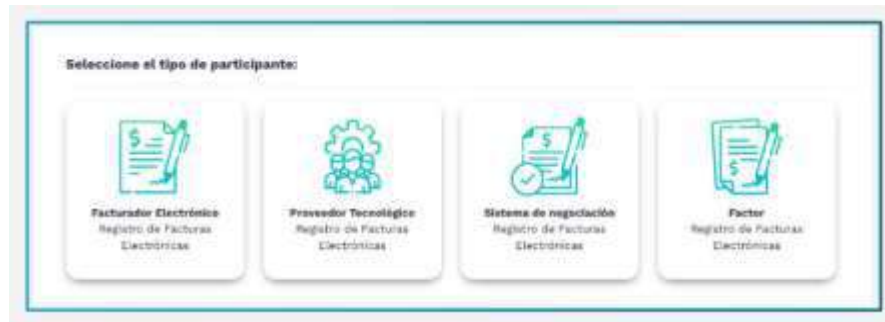 Seleccione el tipo de participante:
$
$
$
Facturador Electrónico
Registro de Facturas
Electrónicas
Proveedor Tecnológico
Registro de Facturas
Electrónicas
$
Sistema de negociación
Registro de Facturas
Electrónicas
Factor
Registro de Facturas
Electrónicas